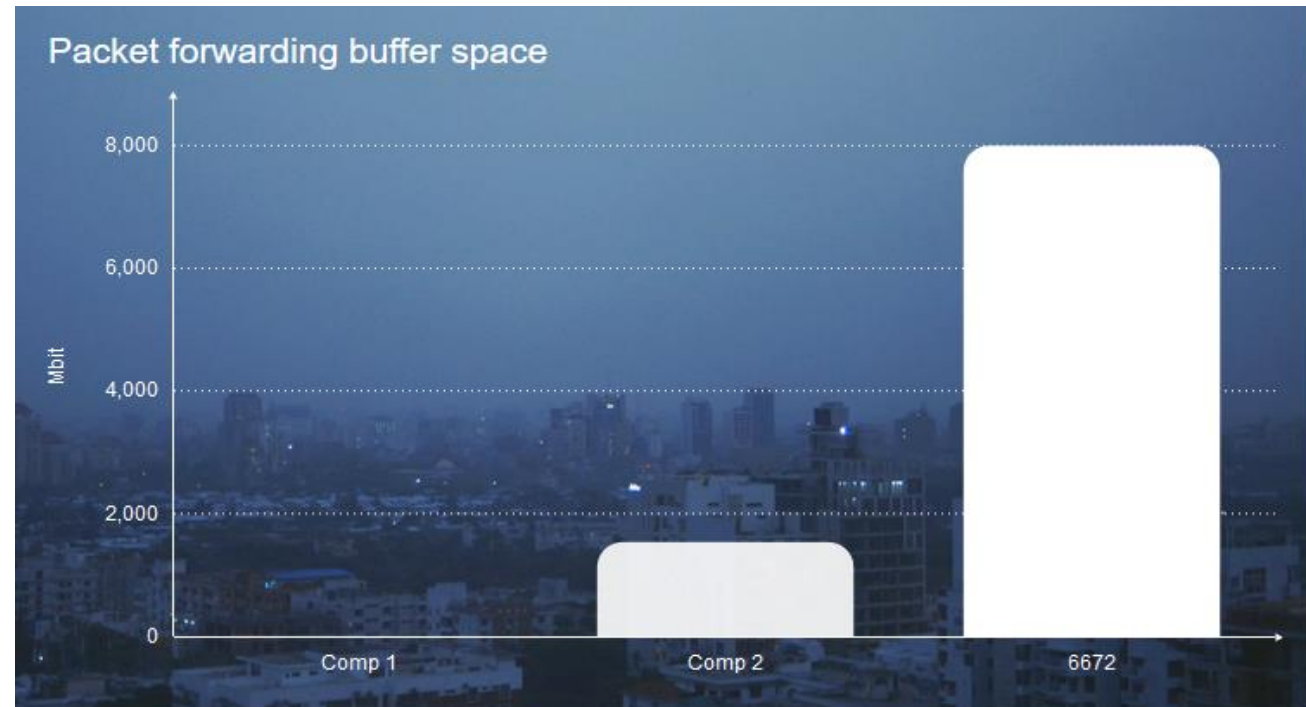 Packet forwarding buffer space
8,000
6,000
Mbit
4,000
2,000
0
Comp 1 Comp 2 6672